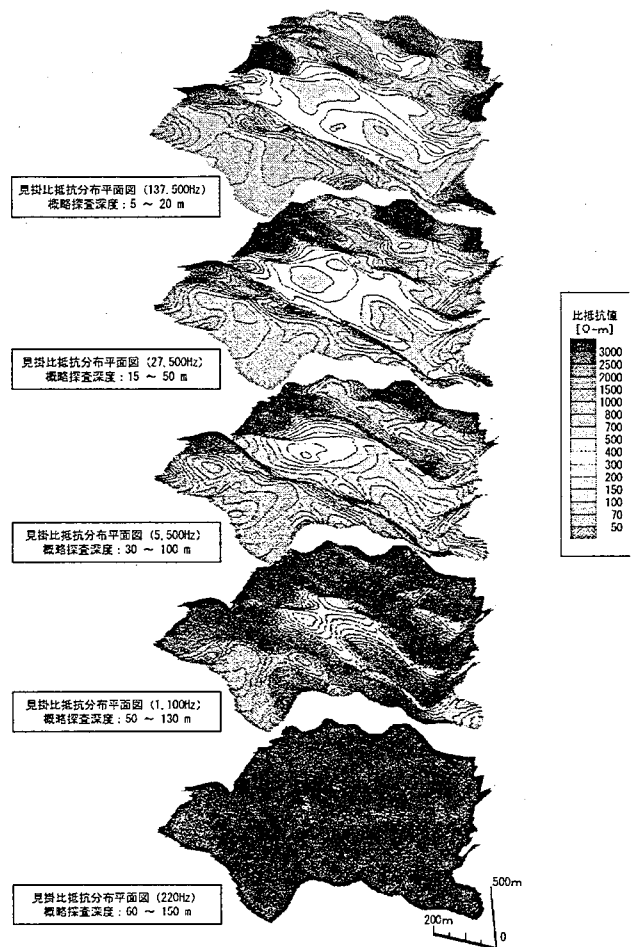 見掛比抵抗分布平面図 (137,500Hz)
概略探査深度：5 ～ 20 m
見掛比抵抗分布平面図 (27,500Hz)
概略探査深度：15 ～ 50 m
見掛比抵抗分布平面図 (5,500Hz)
概略探査深度：30 ～ 100 m
見掛比抵抗分布平面図 (1,100Hz)
概略探査深度：50 ～ 130 m
見掛比抵抗分布平面図 (220Hz)
概略探査深度：60 ～ 150 m
比抵抗値
[Ω-m]
3000
2500
2000
1500
1000
800
700
500
400
300
200
150
100
70
50
500m
200m
0